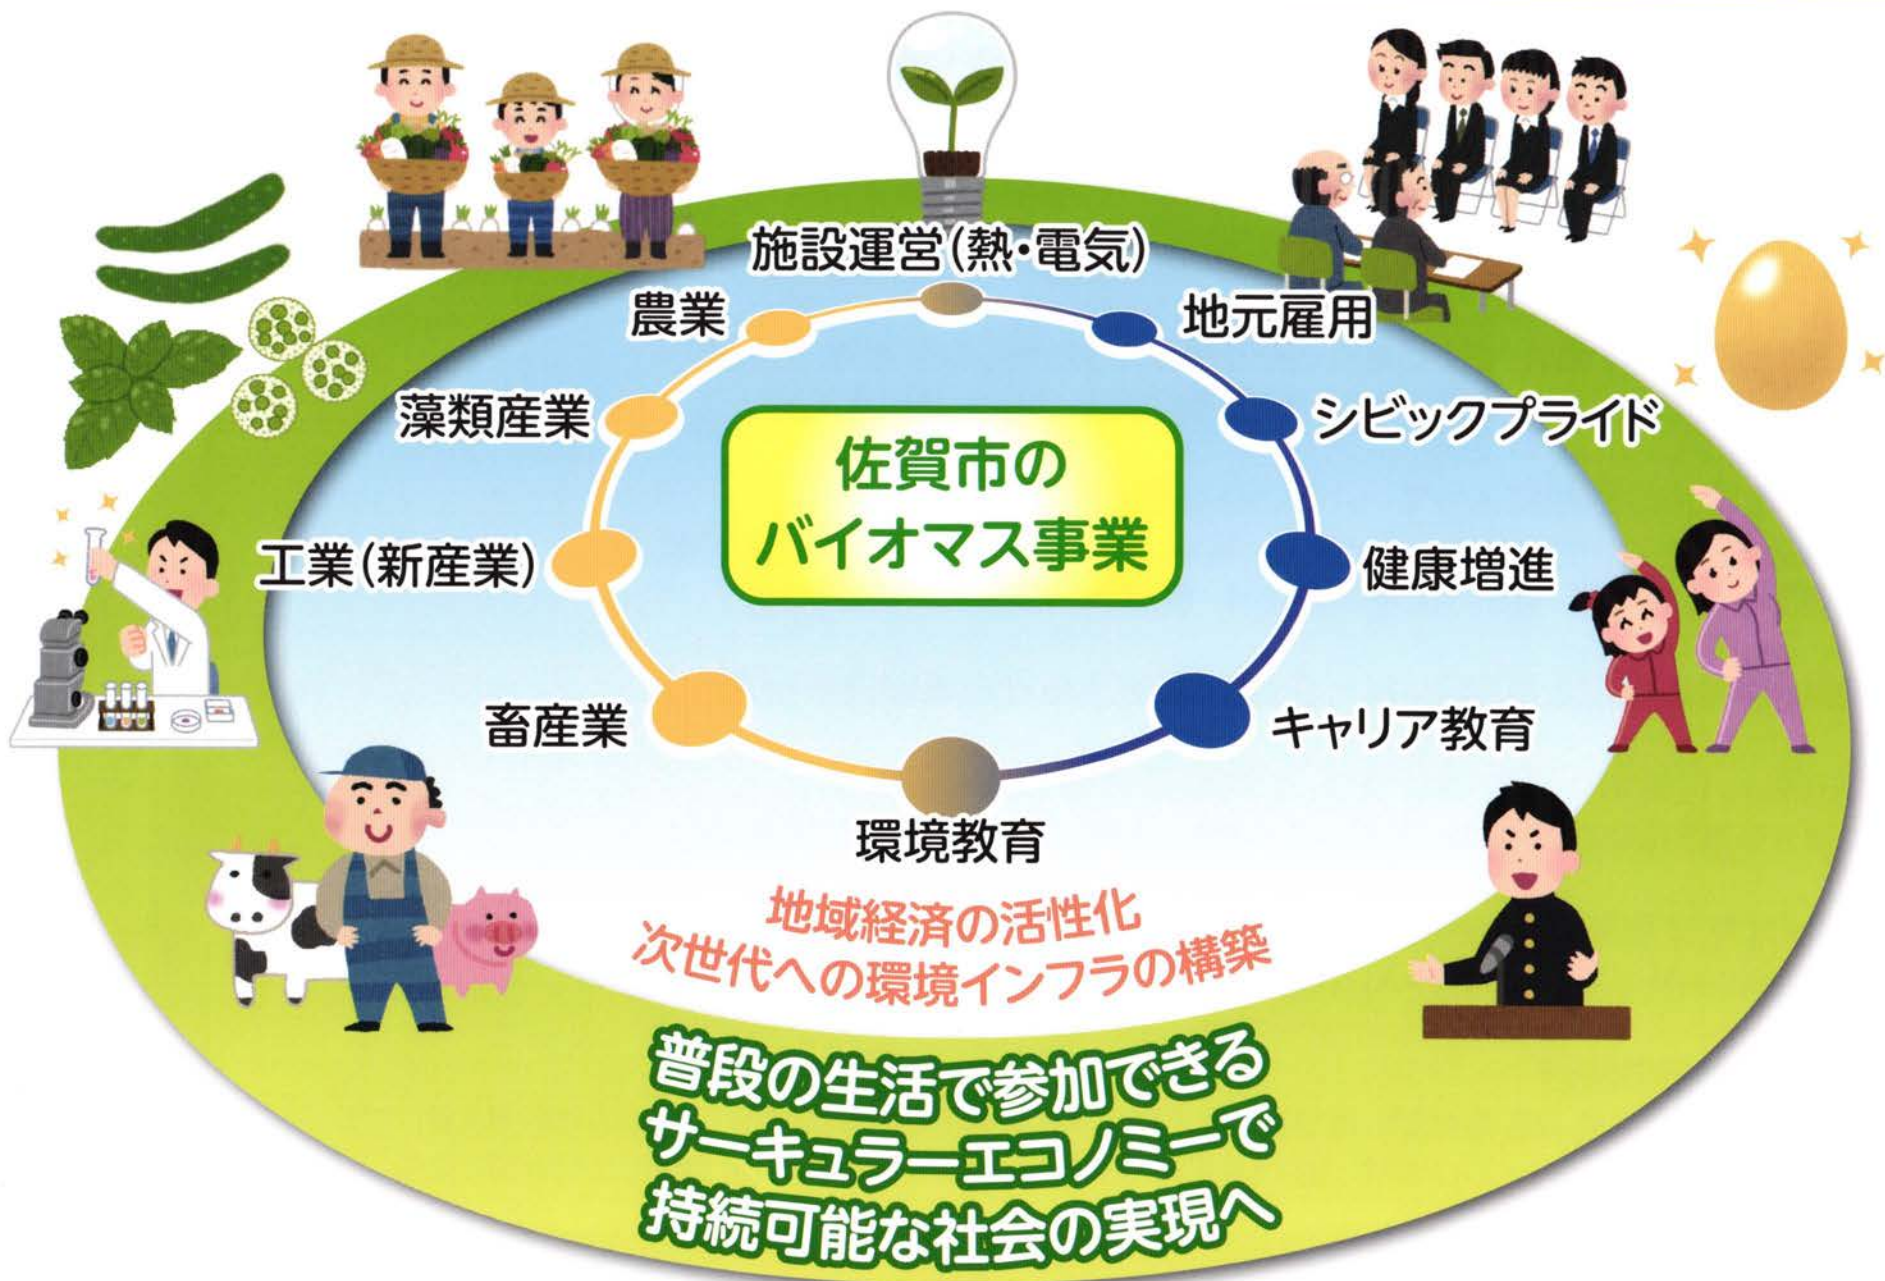 施設運営(熱・電気)
農業
地元雇用
藻類産業
シビックプライド
佐賀市の
バイオマス事業
工業(新産業)
健康増進
畜産業
キャリア教育
環境教育
地域経済の活性化
次世代への環境インフラの構築
普段の生活で参加できる
サーキュラーエコノミーで
持続可能な社会の実現へ